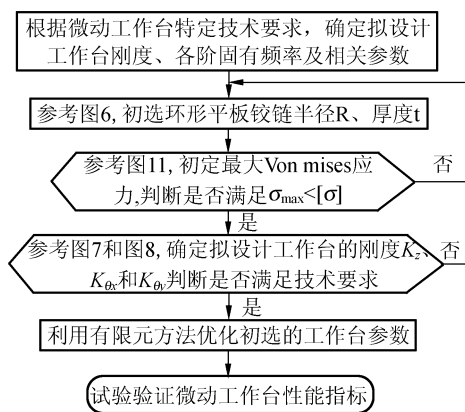 根据微动工作台特定技术要求，确定拟设计
工作台刚度、各阶固有频率及相关参数
参考图6,初选环形平板铰链半径R、厚度t
参考图11,初定最大Von mises应
力,判断是否满足σmax<[σ]
否
是
参考图7和图8,确定拟设计工作台的刚度Kz、
Kθx和Kθy判断是否满足技术要求
否
是
利用有限元方法优化初选的工作台参数
试验验证微动工作台性能指标